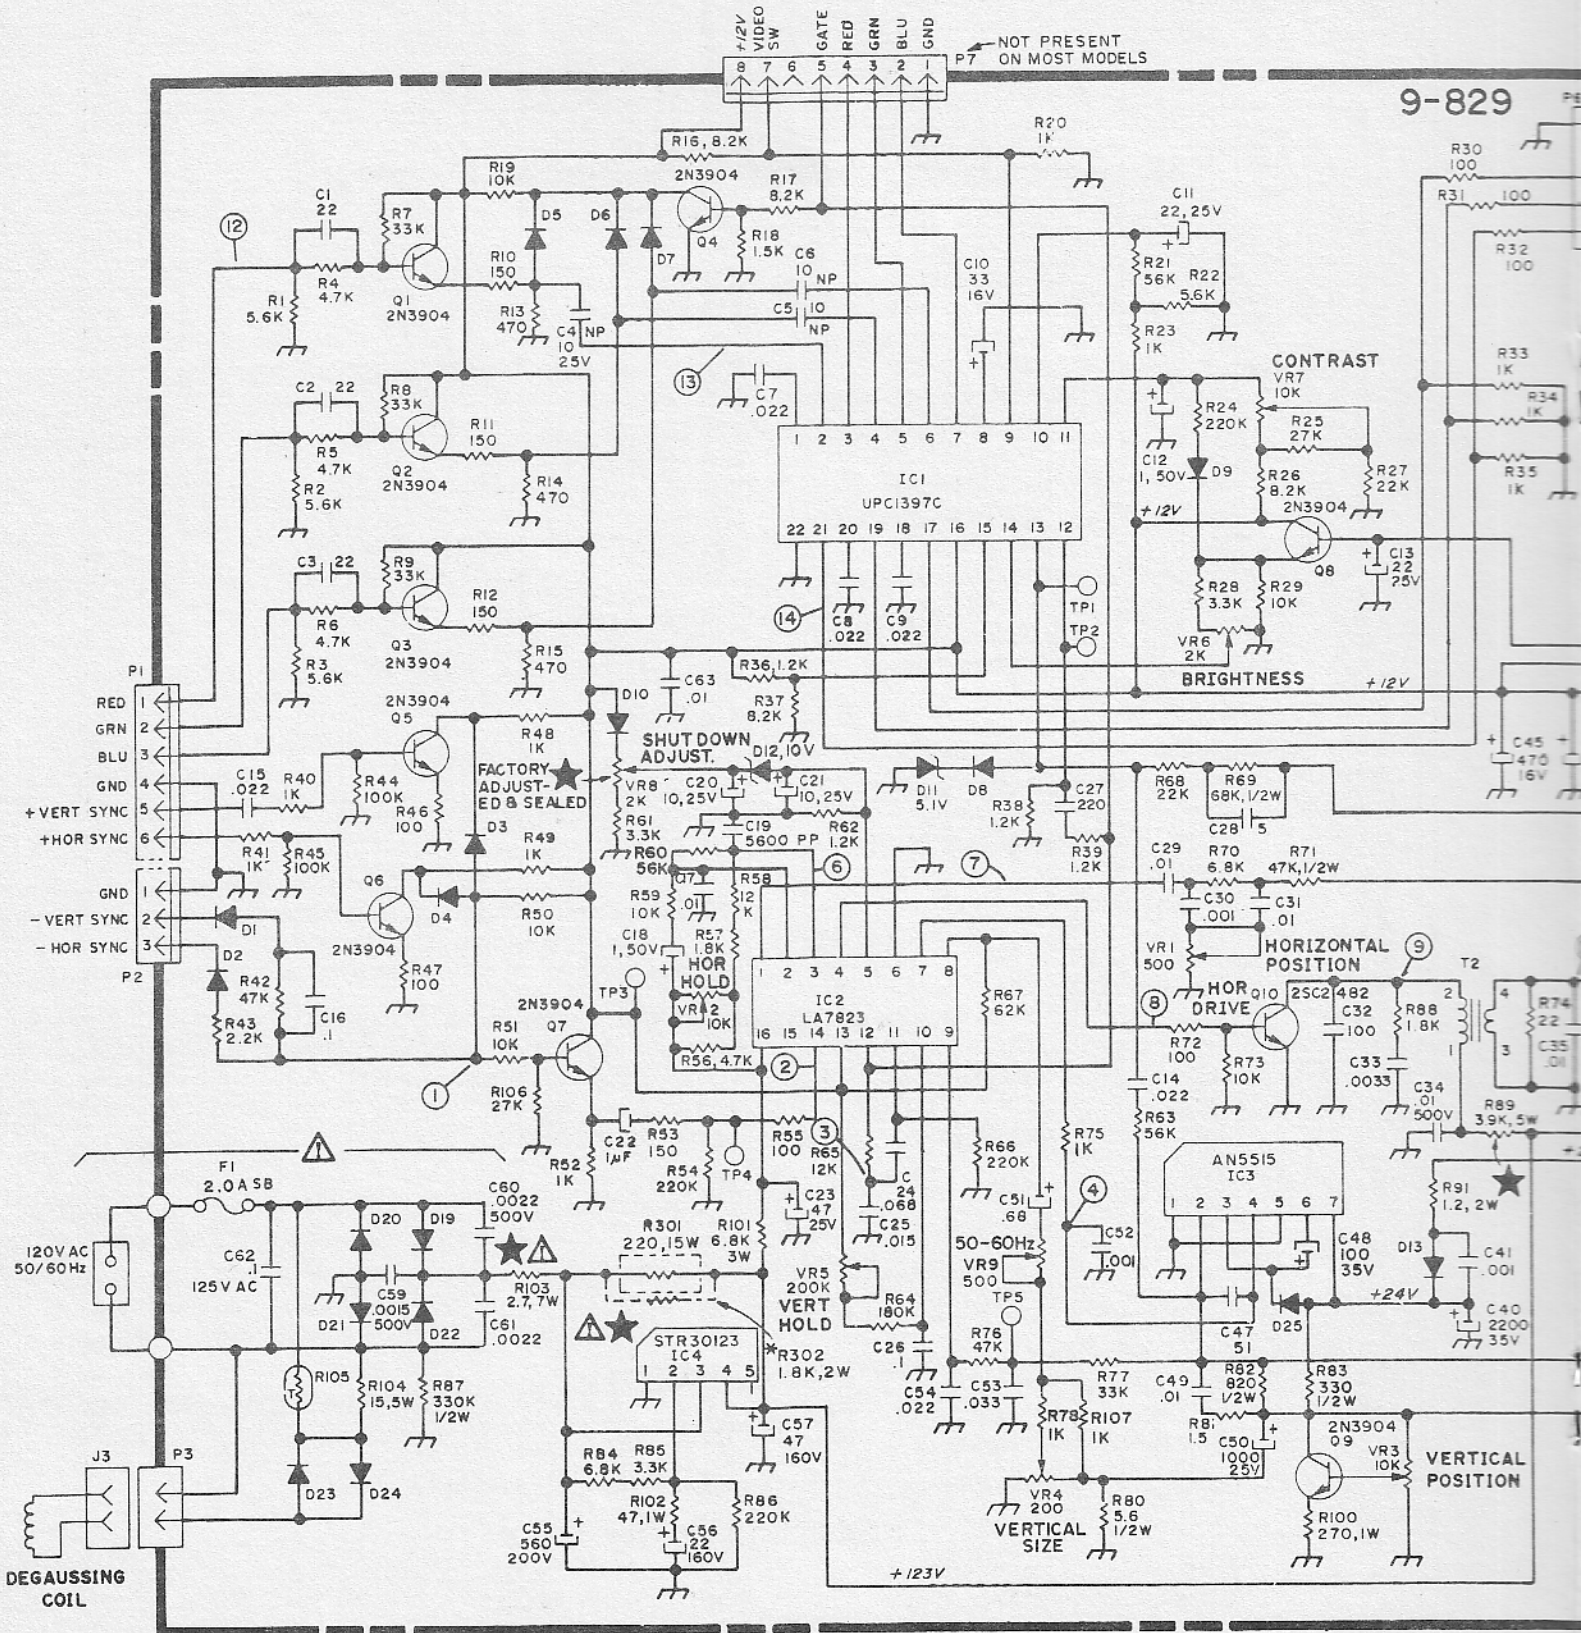 +12V
VIDEO
SW
GATE
RED
GRN
BLU
GND
8 7 6 5 4 3 2 1
P7
NOT PRESENT
ON MOST MODELS
9-829
R16, 8.2K
R20
1K
R30
100
R31 100
R32
100
R19
10K
2N3904
R17
8.2K
C11
22, 25V
C1
22
R7
33K
D5
D6
D7
Q4
R18
1.5K
12
R10
150
C6
10
NP
C10
33
16V
R21
56K
R22
5.6K
R4
4.7K
R1
5.6K
Q1
2N3904
R13
470
C4
NP
10
25V
C5
10
NP
R23
1K
13
C7
.022
CONTRAST
VR7
10K
R33
1K
R34
1K
R35
1K
C2 22
R8
33K
R11
150
R24
220K
R25
27K
R5
4.7K
1 2 3 4 5 6 7 8 9 10 11
IC1
UPC1397C
22 21 20 19 18 17 16 15 14 13 12
C12
1, 50V
D9
R26
8.2K
R27
22K
R2
5.6K
Q2
2N3904
R14
470
+12V
2N3904
Q8
C13
22
25V
C3 22
R9
33K
R12
150
14
C8
.022
C9
.022
TP1
TP2
R28
3.3K
R29
10K
R6
4.7K
R3
5.6K
Q3
2N3904
R15
470
R36, 1.2K
VR6
2K
BRIGHTNESS
+12V
P1
RED 1
GRN 2
BLU 3
GND 4
+VERT SYNC 5
+HOR SYNC 6
2N3904
Q5
D10
C63
.01
R37
8.2K
R48
1K
SHUT DOWN
ADJUST.
D12, 10V
FACTORY
ADJUST-
ED & SEALED
VR8
2K
C20
10, 25V
C21
10, 25V
D11
5.1V
D8
R38
1.2K
C27
220
R68
22K
R69
68K, 1/2W
C28
5
C45
470
16V
C15
.022
R40
1K
R44
100K
R46
100
D3
R61
3.3K
C19
5600 PP
R62
1.2K
R39
1.2K
R41
1K
R45
100K
R49
1K
R60
56K
6
7
C29
.01
R70
6.8K
R71
47K, 1/2W
GND 1
-VERT SYNC 2
-HOR SYNC 3
P2
D1
Q6
D4
R50
10K
R59
10K
.01
R58
12
K
C30
.001
C31
.01
2N3904
D2
C18
1, 50V
R57
1.8K
HOR
HOLD
VR1
500
HORIZONTAL
POSITION
9
T2
R42
47K
R47
100
TP3
VR2
10K
1 2 3 4 5 6 7 8
IC2
LA7823
16 15 14 13 12 11 10 9
R67
62K
HOR
DRIVE
Q10
2SC2482
8
C32
100
R88
1.8K
2
4
R74
22
R43
2.2K
C16
.1
2N3904
R51
10K
Q7
R56, 4.7K
2
R72
100
R73
10K
C33
.0033
1
3
C35
.01
1
R106
27K
C14
.022
C34
.01
500V
R89
3.9K, 5W
C22
1µF
R53
150
R55
100
3
R65
12K
R66
220K
R75
1K
R63
56K
R52
1K
R54
220K
TP4
AN5515
IC3
1 2 3 4 5 6 7
F1
2.0A SB
C60
.0022
500V
C
24
.068
4
R91
1.2, 2W
D20
D19
R301
220, 15W
R101
6.8K
3W
C23
47
25V
C25
.015
C51
.68
C52
.001
C48
100
35V
D13
C41
.001
120V AC
50/60Hz
C62
.1
125V AC
C59
.0015
500V
R103
2.7, 7W
VR5
200K
VERT
HOLD
50-60Hz
VR9
500
TP5
+24V
D21
D22
C61
.0022
R64
180K
C47
51
D25
C40
2200
35V
STR30123
IC4
1 2 3 4 5
*R302
1.8K, 2W
C26
.1
R76
47K
R105
T
R104
15, 5W
R87
330K
1/2W
C54
.022
C53
.033
R77
33K
C49
.01
R82
820
1/2W
R83
330
1/2W
C57
47
160V
R78
1K
R107
1K
R81
1.5
C50
1000
25V
2N3904
Q9
VR3
10K
VERTICAL
POSITION
J3
P3
D23
D24
R84
6.8K
R85
3.3K
R102
47, 1W
R86
220K
VR4
200
VERTICAL
SIZE
R80
5.6
1/2W
R100
270, 1W
C55
560
200V
C56
22
160V
+123V
DEGAUSSING
COIL